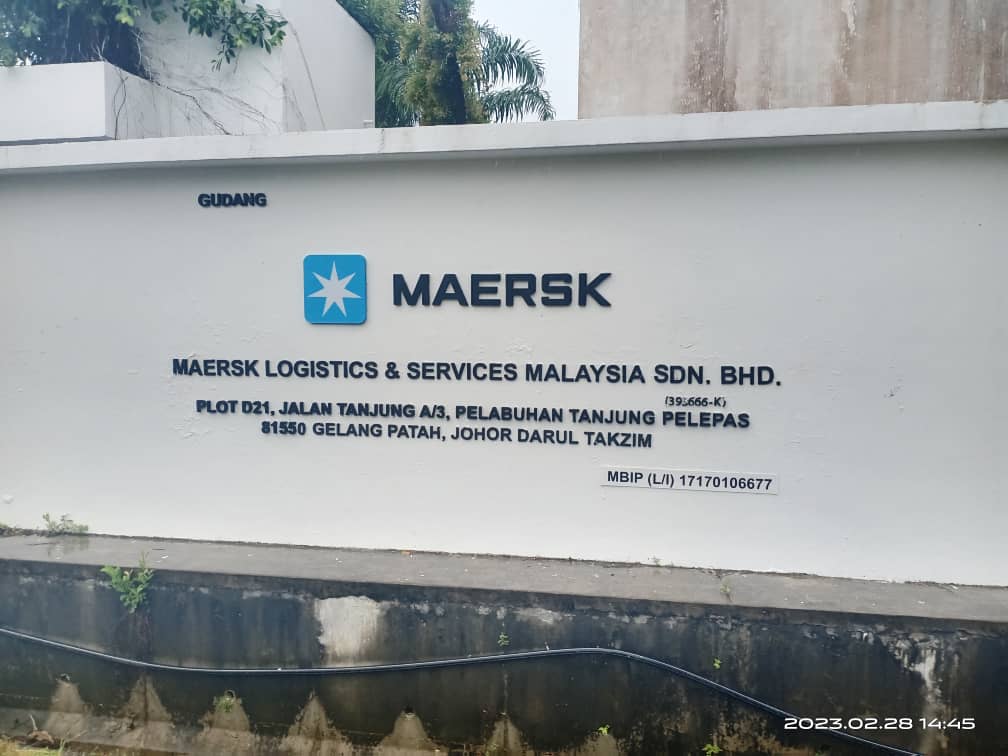 GUDANG
MAERSK
MAERSK LOGISTICS & SERVICES MALAYSIA SDN. BHD.
PLOT D21, JALAN TANJUNG A/3, PELABUHAN TANJUNG PELEPAS
81550 GELANG PATAH, JOHOR DARUL TAKZIM
MBIP (L/I) 17170106677
2023.02.28 14:45